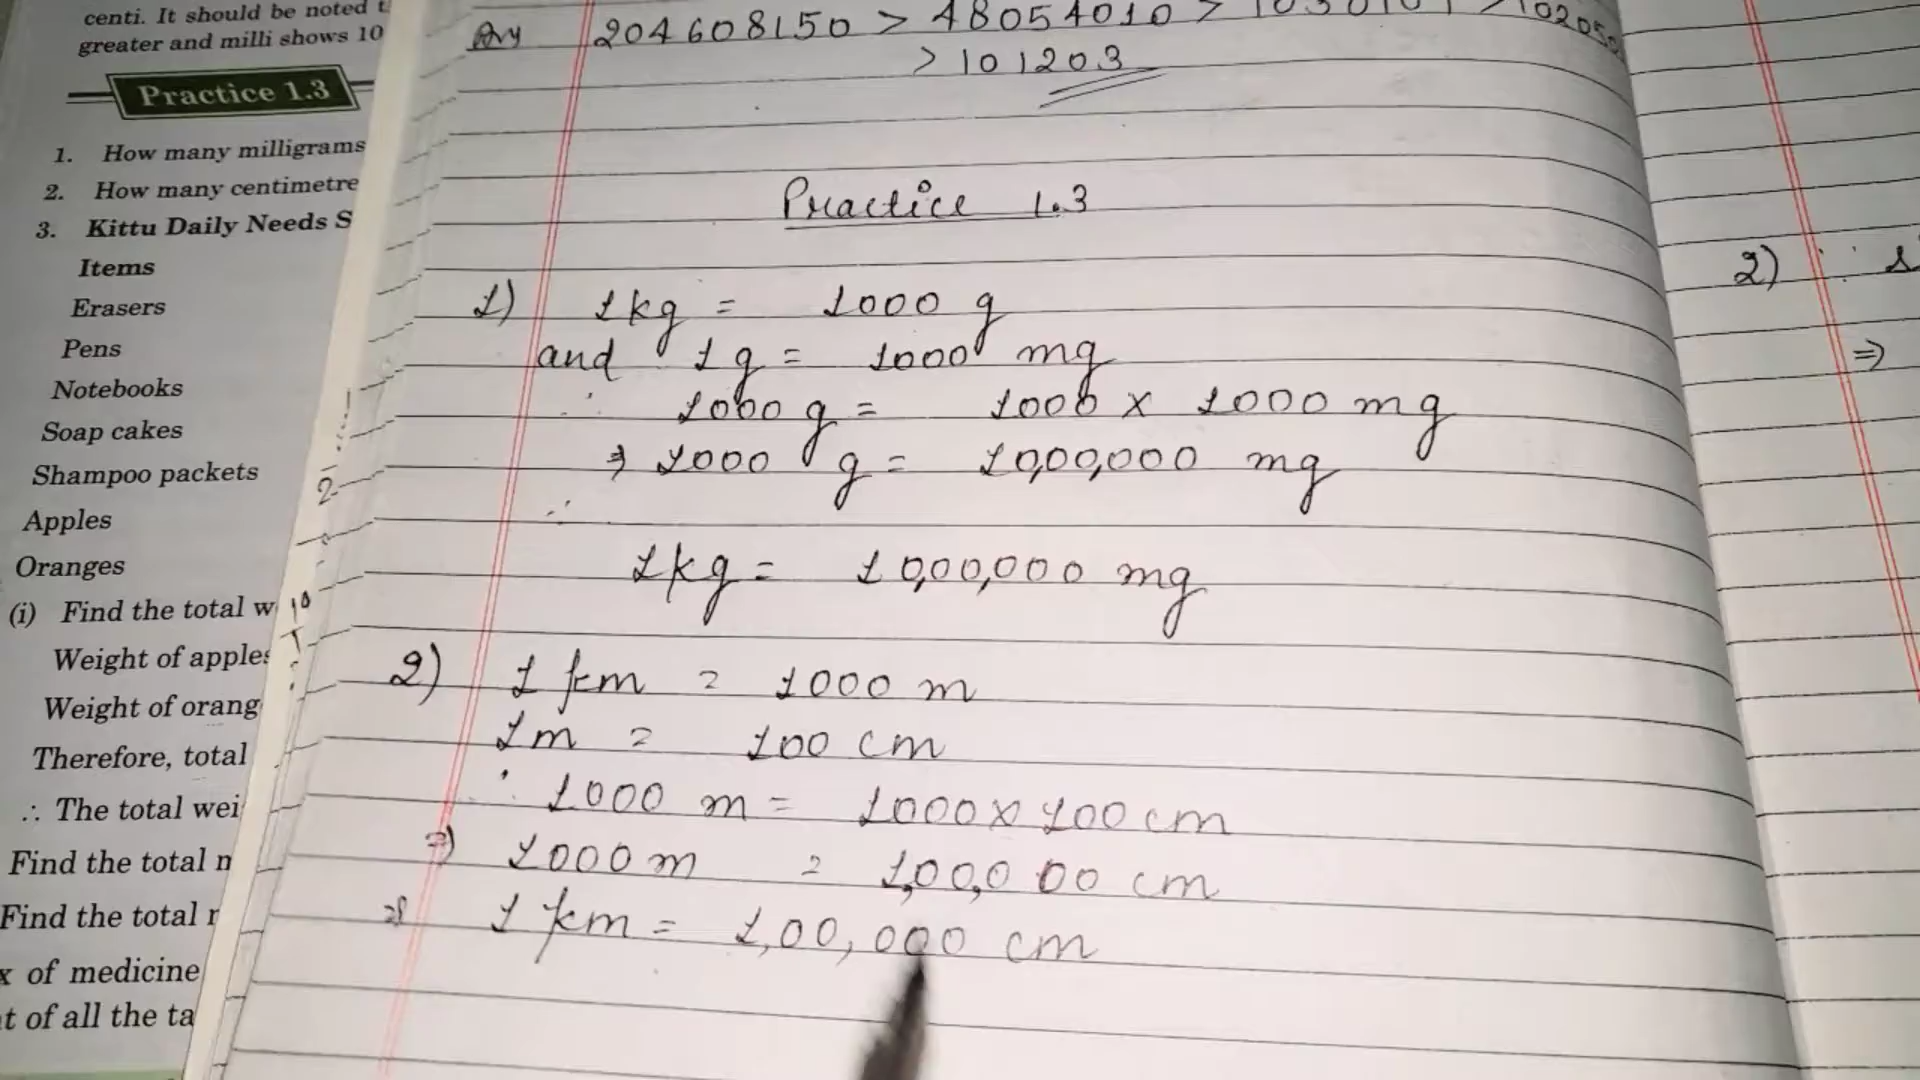 centi. It should be noted
greater and milli shows 10
Practice 1.3
1. How many milligrams
2. How many centimetre
3. Kittu Daily Needs S
Items
Erasers
Pens
Notebooks
Soap cakes
Shampoo packets
Apples
Oranges
(i) Find the total w
Weight of apples
Weight of orang
Therefore, total
∴ The total wei
Find the total n
Find the total r
x of medicine
t of all the ta
204608150 > 48054010 >
> 101203
Practice 1.3
1) 1kg = 1000 g
and 1g = 1000 mg
∴ 1000 g = 1000 x 1000 mg
⇒ 1000 g = 10,00,000 mg
∴
1kg = 10,00,000 mg
2) 1 km = 1000 m
1m = 100 cm
∴ 1000 m = 1000 x 100 cm
⇒ 1000 m = 1,00,000 cm
1 km = 1,00,000 cm
2)
⇒